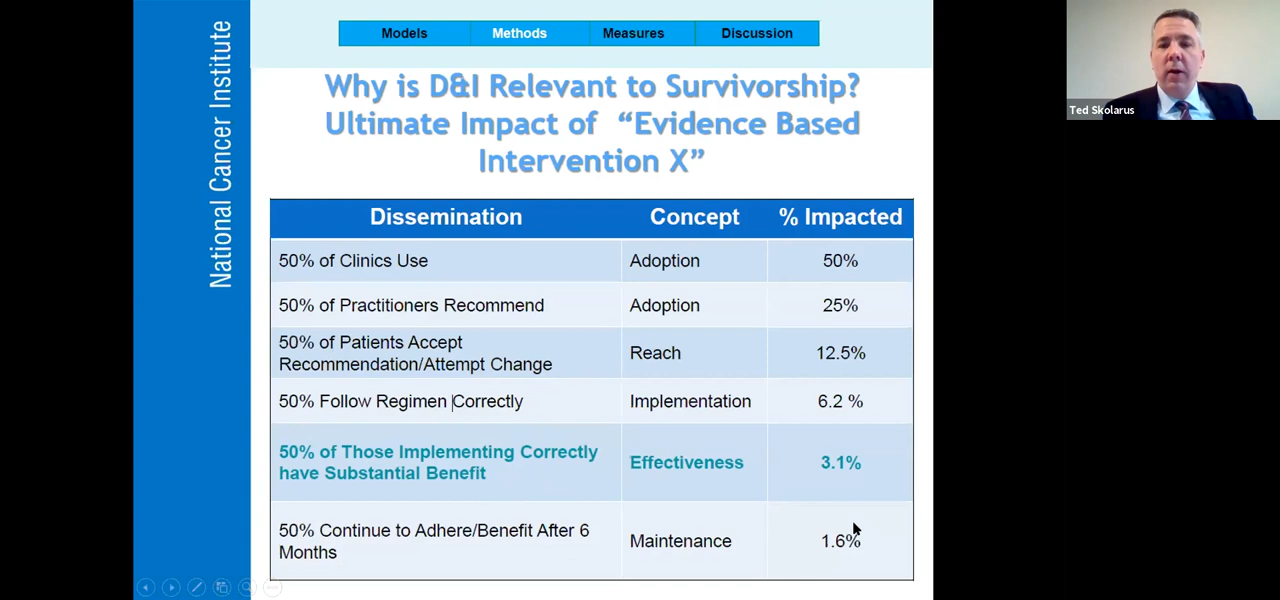 National Cancer Institute
Models Methods Measures Discussion
Why is D&I Relevant to Survivorship?
Ultimate Impact of “Evidence Based
Intervention X”
Dissemination Concept % Impacted
50% of Clinics Use Adoption 50%
50% of Practitioners Recommend Adoption 25%
50% of Patients Accept
Recommendation/Attempt Change Reach 12.5%
50% Follow Regimen Correctly Implementation 6.2 %
50% of Those Implementing Correctly
have Substantial Benefit Effectiveness 3.1%
50% Continue to Adhere/Benefit After 6
Months Maintenance 1.6%
Ted Skolarus